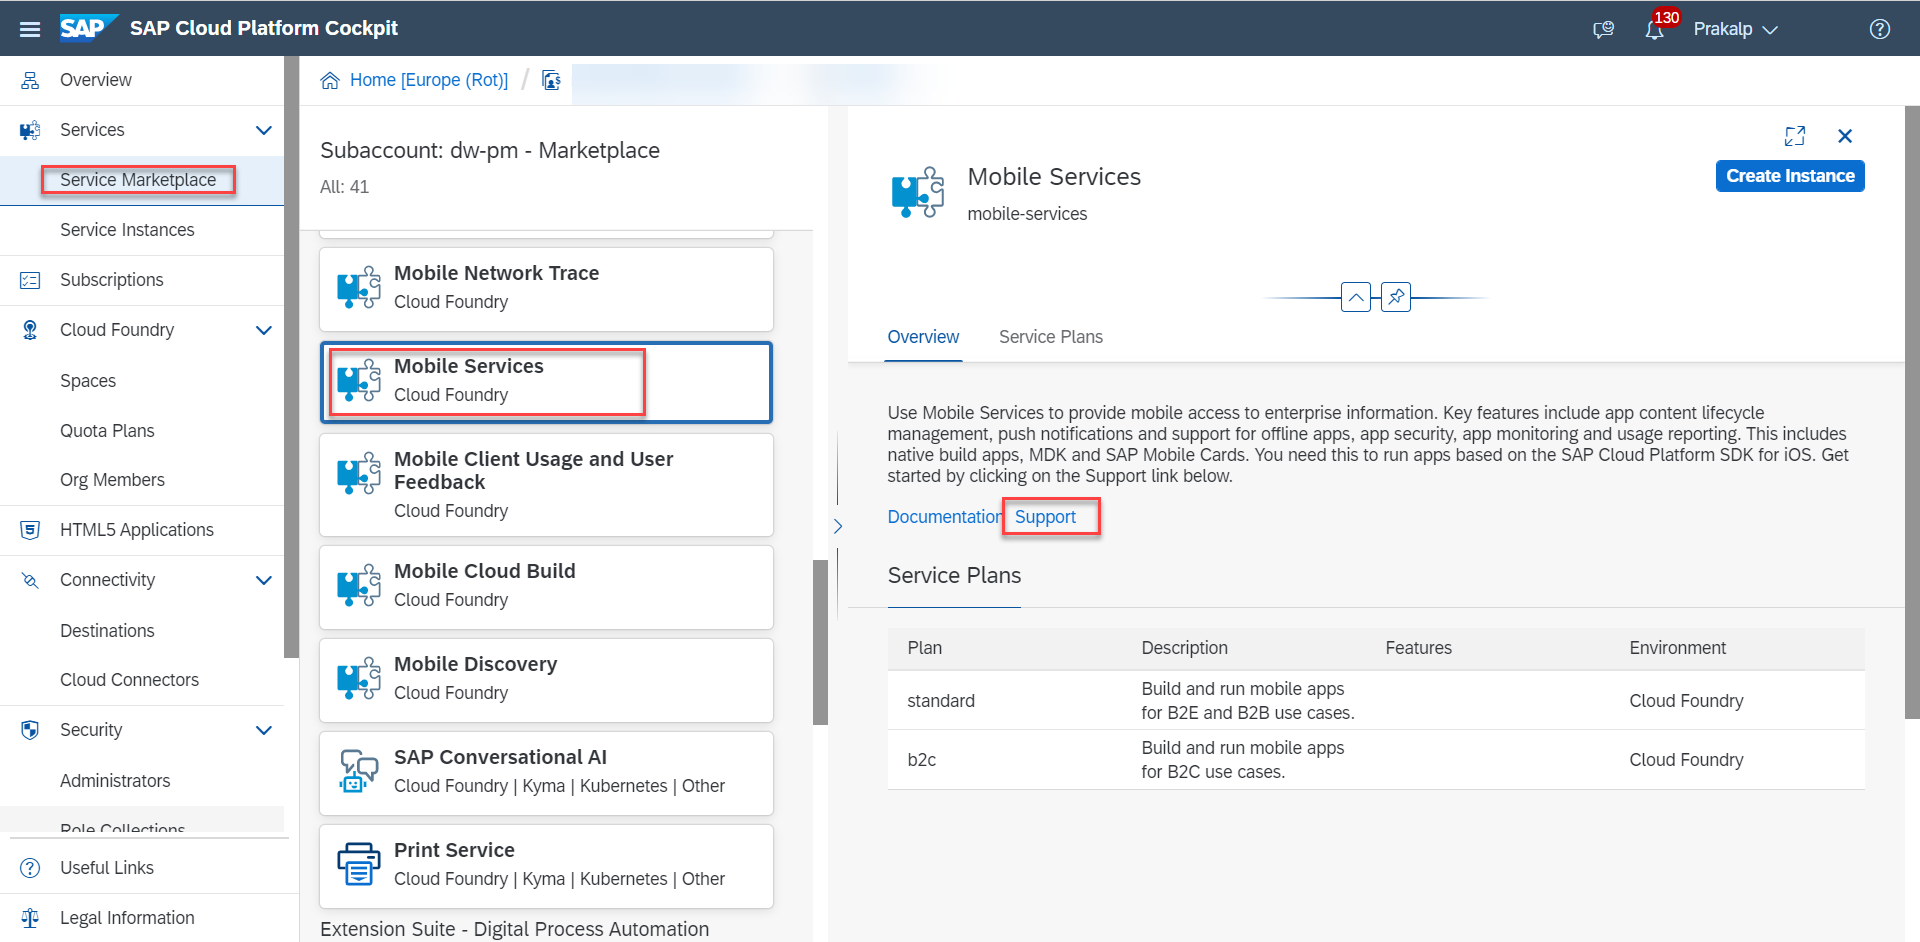 SAP
SAP Cloud Platform Cockpit
130
Prakalp
Overview
Services
Service Marketplace
Service Instances
Subscriptions
Cloud Foundry
Spaces
Quota Plans
Org Members
HTML5 Applications
Connectivity
Destinations
Cloud Connectors
Security
Administrators
Role Collections
Useful Links
Legal Information
Home [Europe (Rot)] /
Subaccount: dw-pm - Marketplace
All: 41
Mobile Network Trace
Cloud Foundry
Mobile Services
Cloud Foundry
Mobile Client Usage and User
Feedback
Cloud Foundry
Mobile Cloud Build
Cloud Foundry
Mobile Discovery
Cloud Foundry
SAP Conversational AI
Cloud Foundry | Kyma | Kubernetes | Other
Print Service
Cloud Foundry | Kyma | Kubernetes | Other
Extension Suite - Digital Process Automation
Mobile Services
mobile-services
Create Instance
Overview
Service Plans
Use Mobile Services to provide mobile access to enterprise information. Key features include app content lifecycle
management, push notifications and support for offline apps, app security, app monitoring and usage reporting. This includes
native build apps, MDK and SAP Mobile Cards. You need this to run apps based on the SAP Cloud Platform SDK for iOS. Get
started by clicking on the Support link below.
Documentation Support
Service Plans
Plan Description Features Environment
standard Build and run mobile apps
for B2E and B2B use cases. Cloud Foundry
b2c Build and run mobile apps
for B2C use cases. Cloud Foundry